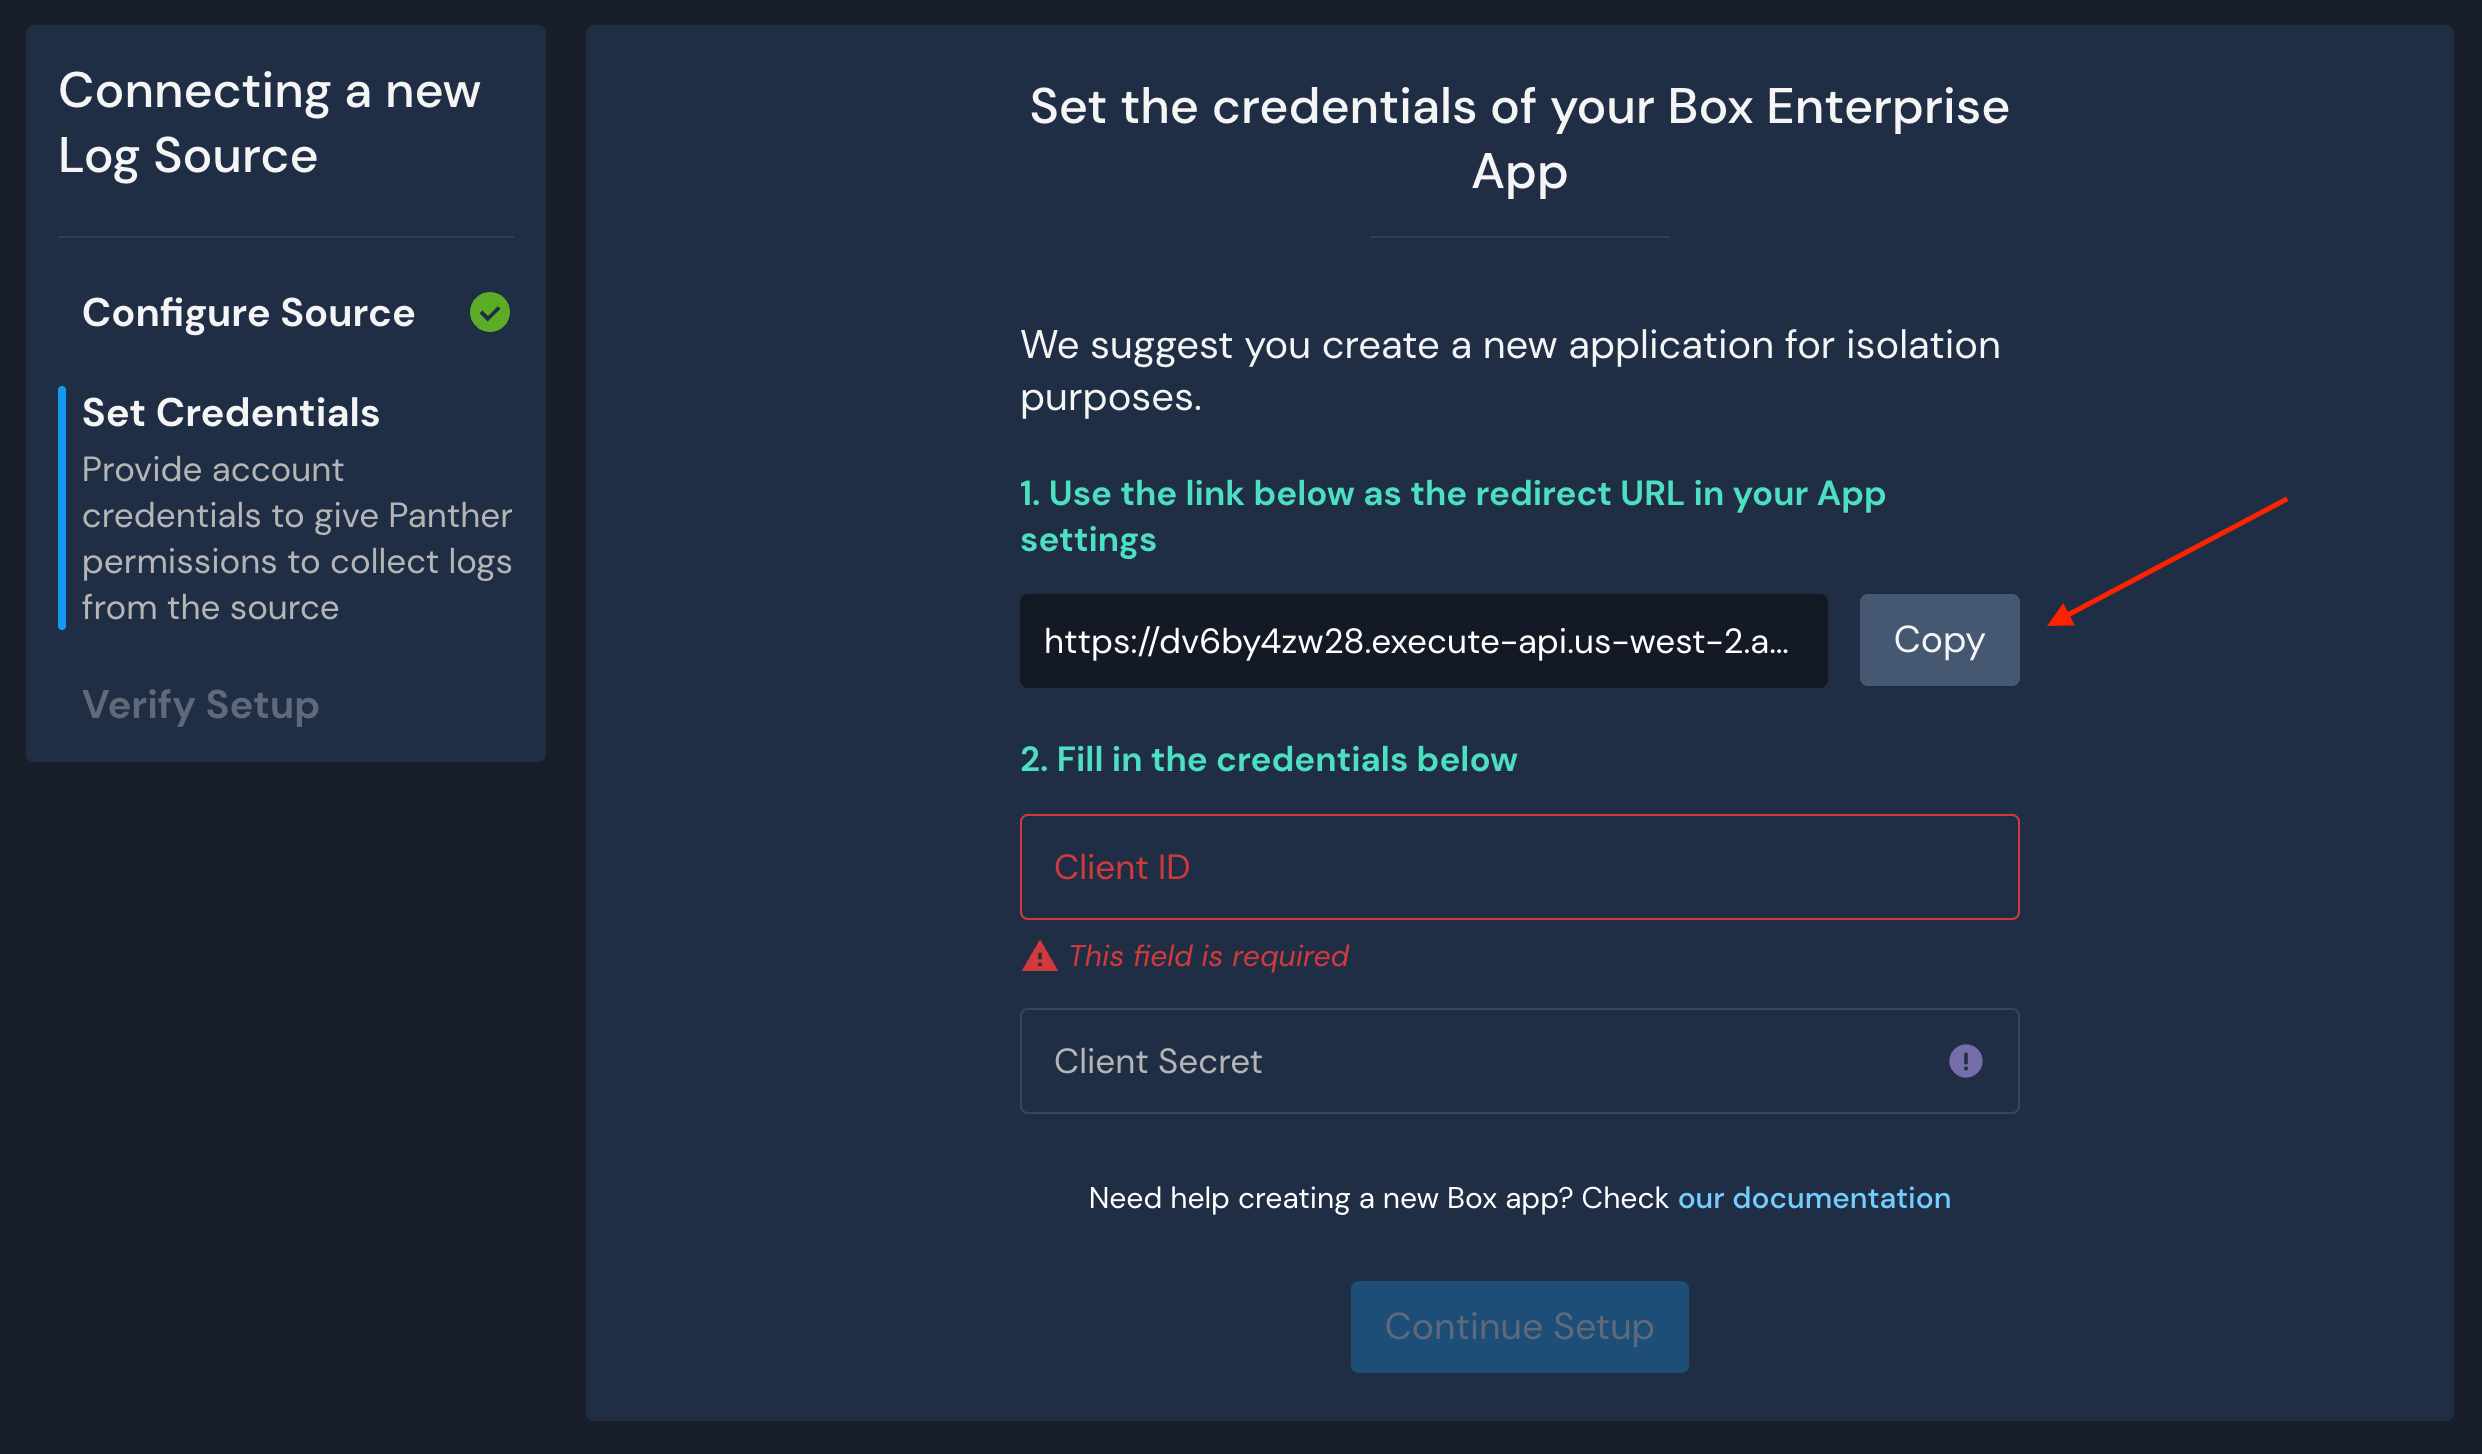 Connecting a new
Log Source
Configure Source
Set Credentials
Provide account
credentials to give Panther
permissions to collect logs
from the source
Verify Setup
Set the credentials of your Box Enterprise
App
We suggest you create a new application for isolation
purposes.
1. Use the link below as the redirect URL in your App
settings
https://dv6by4zw28.execute-api.us-west-2.a...
Copy
2. Fill in the credentials below
Client ID
This field is required
Client Secret
Need help creating a new Box app? Check our documentation
Continue Setup